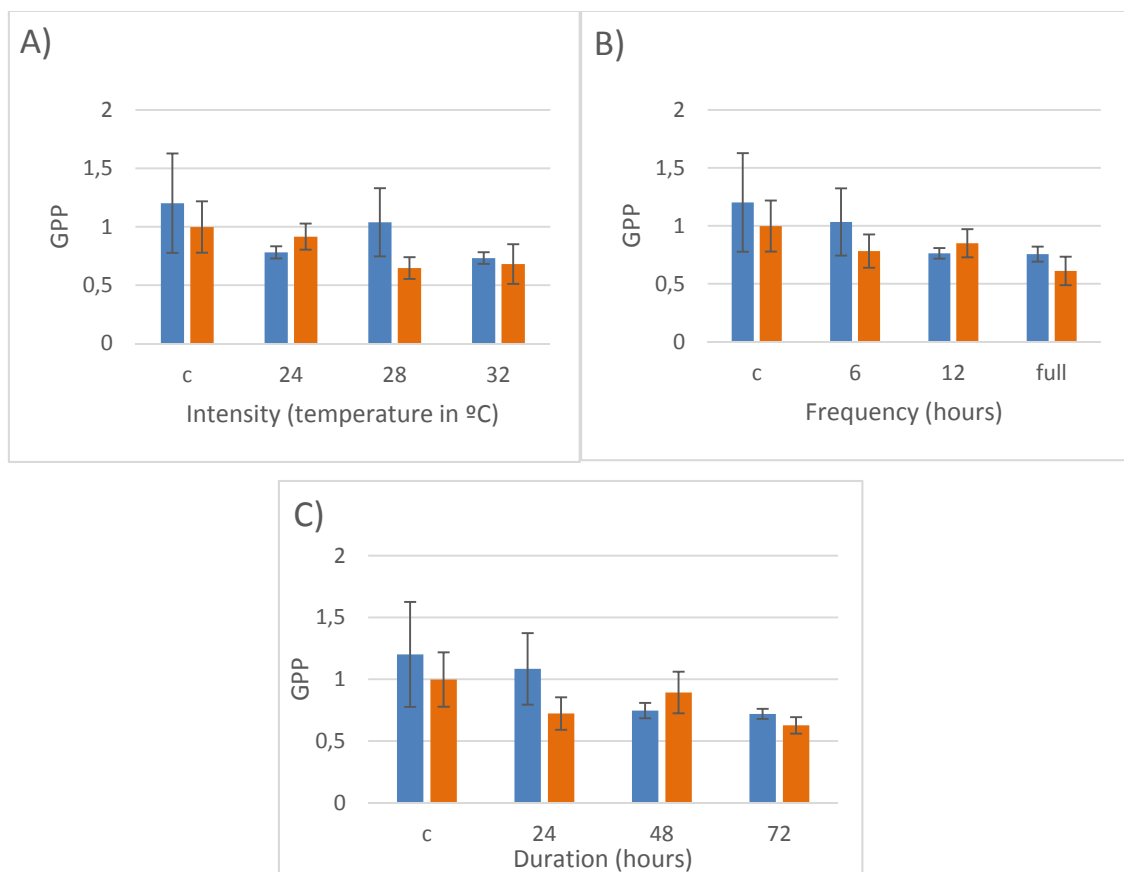 A)
2
1,5
1
0,5
0
GPP
c 24 28 32
Intensity (temperature in ºC)
B)
2
1,5
1
0,5
0
GPP
c 6 12 full
Frequency (hours)
C)
2
1,5
1
0,5
0
GPP
c 24 48 72
Duration (hours)